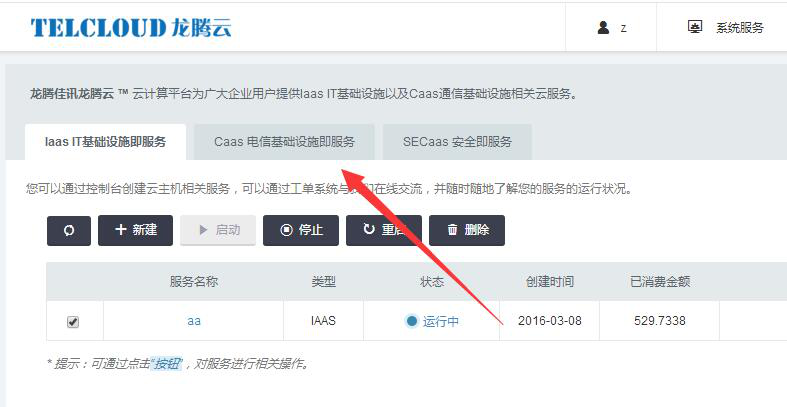 TELCLOUD 龙腾云
z
系统服务
龙腾佳讯龙腾云 ™ 云计算平台为广大企业用户提供Iaas IT基础设施以及Caas通信基础设施相关云服务。
Iaas IT基础设施即服务
Caas 电信基础设施即服务
SECaas 安全即服务
您可以通过控制台创建云主机相关服务，可以通过工单系统与我们在线交流，并随时随地了解您的服务的运行状况。
新建
启动
停止
重启
删除
服务名称 类型 状态 创建时间 已消费金额
aa IAAS 运行中 2016-03-08 529.7338
* 提示：可通过点击"按钮"，对服务进行相关操作。